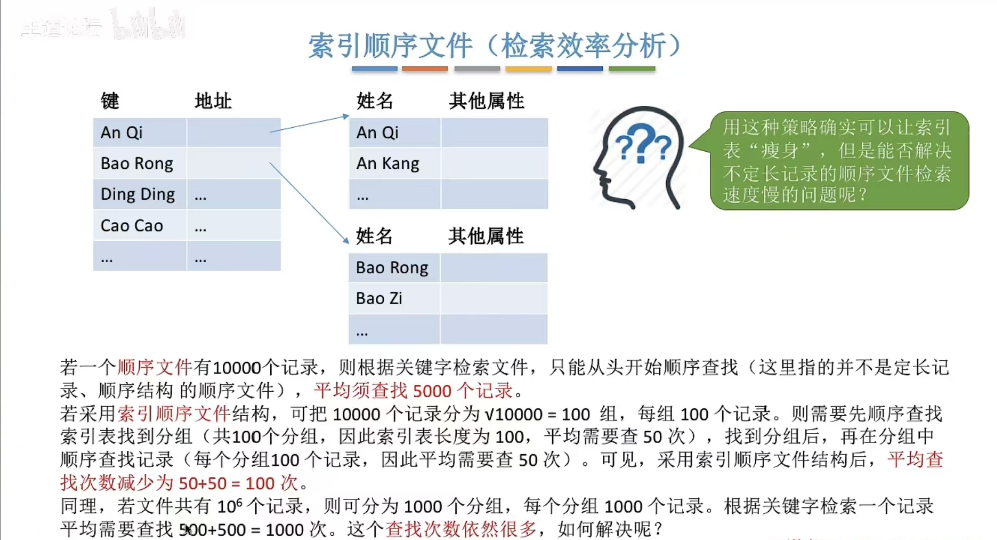 索引顺序文件（检索效率分析）
键 地址
An Qi
Bao Rong
Ding Ding ...
Cao Cao ...
... ...
姓名 其他属性
An Qi
An Kang
...
姓名 其他属性
Bao Rong
Bao Zi
...
???
用这种策略确实可以让索引
表“瘦身”，但是能否解决
不定长记录的顺序文件检索
速度慢的问题呢？
若一个顺序文件有10000个记录，则根据关键字检索文件，只能从头开始顺序查找（这里指的并不是定长记
录、顺序结构 的顺序文件），平均须查找 5000 个记录。
若采用索引顺序文件结构，可把 10000 个记录分为 √10000 = 100 组，每组 100 个记录。则需要先顺序查找
索引表找到分组（共100个分组，因此索引表长度为 100，平均需要查 50 次），找到分组后，再在分组中
顺序查找记录（每个分组100 个记录，因此平均需要查 50 次）。可见，采用索引顺序文件结构后，平均查
找次数减少为 50+50 = 100 次。
同理，若文件共有 10⁶ 个记录，则可分为 1000 个分组，每个分组 1000 个记录。根据关键字检索一个记录
平均需要查找 500+500 = 1000 次。这个查找次数依然很多，如何解决呢？